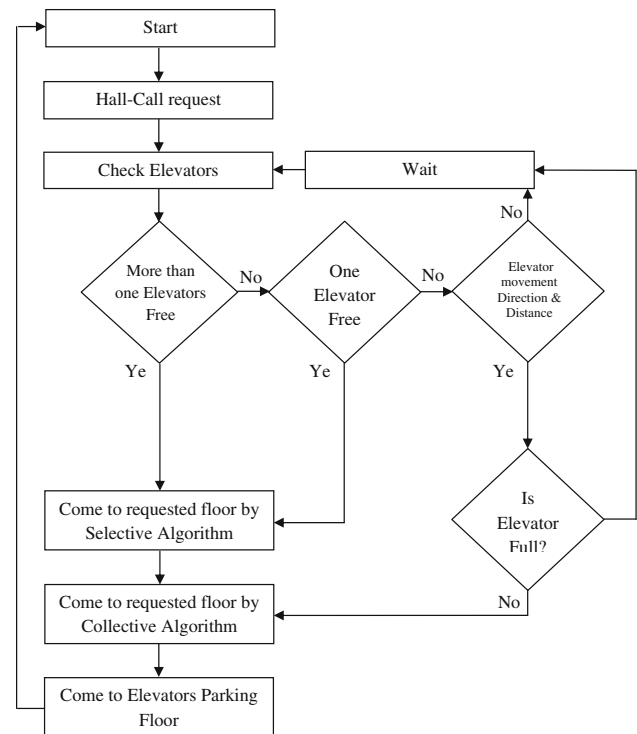 Start
Hall-Call request
Check Elevators
Wait
No
More than
one Elevators
Free
No
One
Elevator
Free
No
Elevator
movement
Direction &
Distance
Ye
Ye
Ye
Come to requested floor by
Selective Algorithm
Is
Elevator
Full?
No
Come to requested floor by
Collective Algorithm
Come to Elevators Parking
Floor